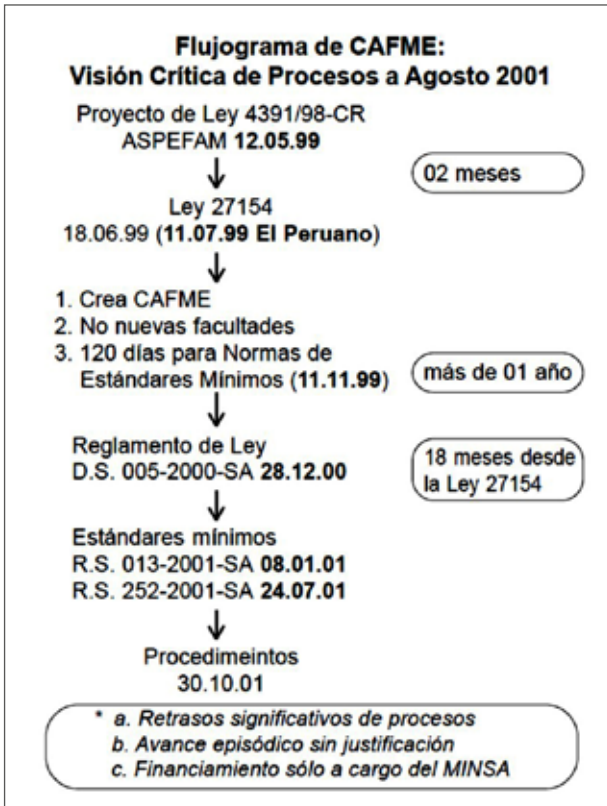 Flujograma de CAFME:
Visión Crítica de Procesos a Agosto 2001
Proyecto de Ley 4391/98-CR
ASPEFAM 12.05.99
02 meses
Ley 27154
18.06.99 (11.07.99 El Peruano)
1. Crea CAFME
2. No nuevas facultades
3. 120 días para Normas de
Estándares Mínimos (11.11.99)
más de 01 año
Reglamento de Ley
D.S. 005-2000-SA 28.12.00
18 meses desde
la Ley 27154
Estándares mínimos
R.S. 013-2001-SA 08.01.01
R.S. 252-2001-SA 24.07.01
Procedimeintos
30.10.01
* a. Retrasos significativos de procesos
b. Avance episódico sin justificación
c. Financiamiento sólo a cargo del MINSA